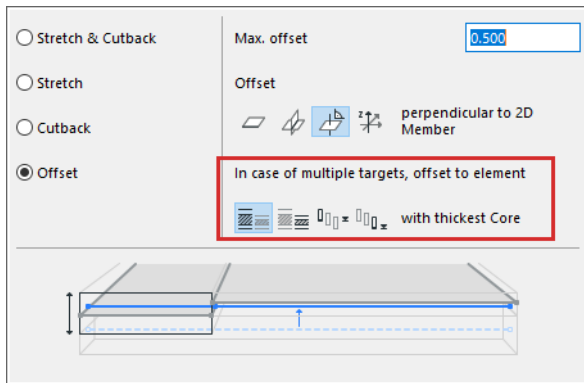 Stretch & Cutback
Stretch
Cutback
Offset
Max. offset
0.500
Offset
perpendicular to 2D
Member
In case of multiple targets, offset to element
with thickest Core